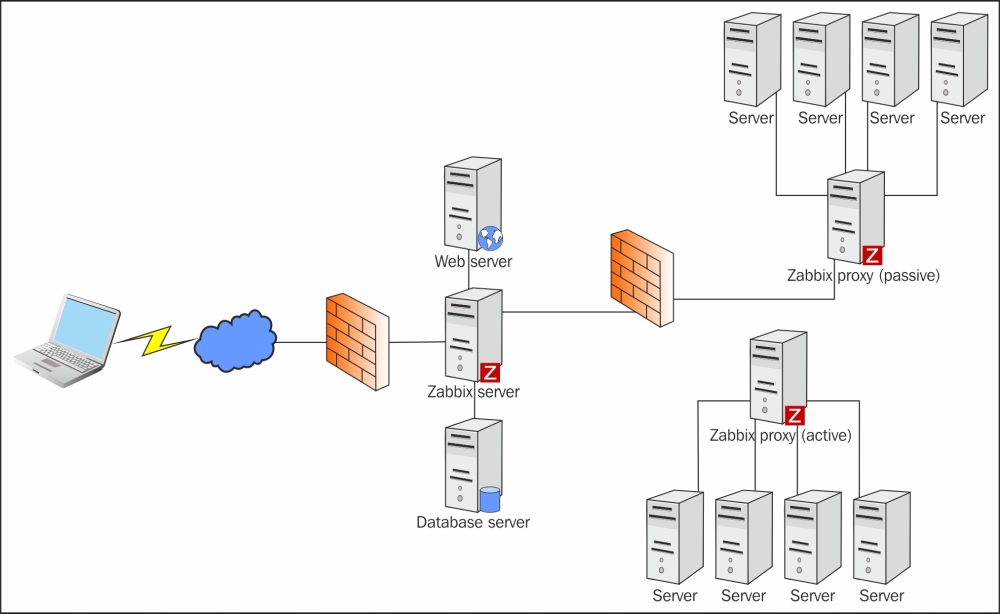 Server Server Server Server
Web server
Z
Zabbix proxy (passive)
Z
Zabbix server
Z
Zabbix proxy (active)
Database server
Server Server Server Server